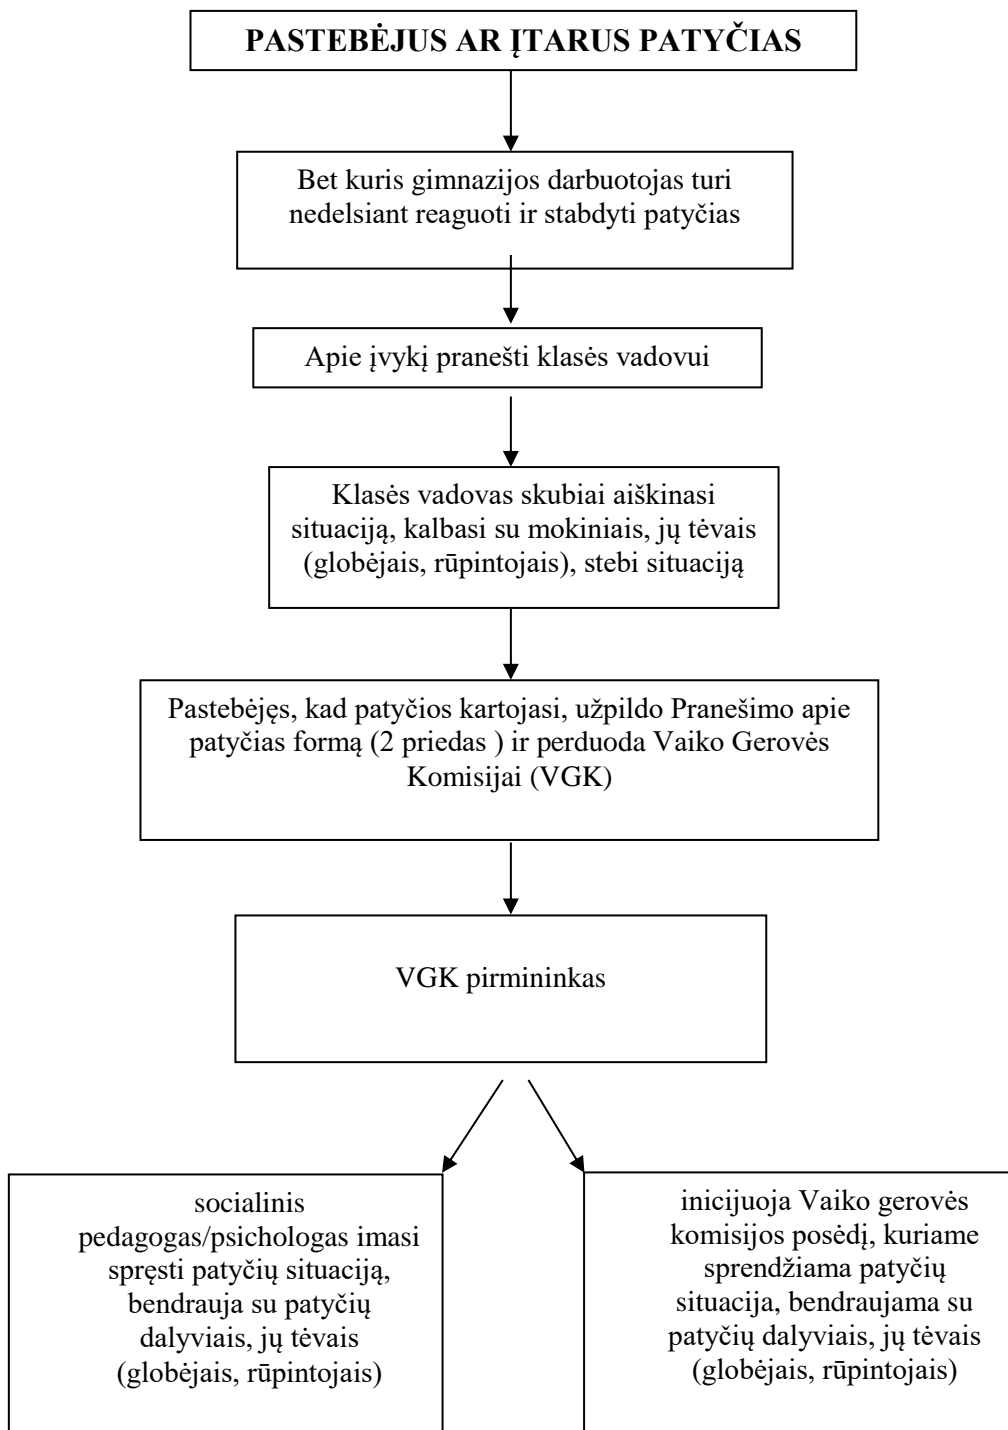 PASTEBĖJUS AR ĮTARUS PATYČIAS
Bet kuris gimnazijos darbuotojas turi
nedelsiant reaguoti ir stabdyti patyčias
Apie įvykį pranešti klasės vadovui
Klasės vadovas skubiai aiškinasi
situaciją, kalbasi su mokiniais, jų tėvais
(globėjais, rūpintojais), stebi situaciją
Pastebėjęs, kad patyčios kartojasi, užpildo Pranešimo apie
patyčias formą (2 priedas ) ir perduoda Vaiko Gerovės
Komisijai (VGK)
VGK pirmininkas
socialinis
pedagogas/psichologas imasi
spręsti patyčių situaciją,
bendrauja su patyčių
dalyviais, jų tėvais
(globėjais, rūpintojais)
inicijuoja Vaiko gerovės
komisijos posėdį, kuriame
sprendžiama patyčių
situacija, bendraujama su
patyčių dalyviais, jų tėvais
(globėjais, rūpintojais)